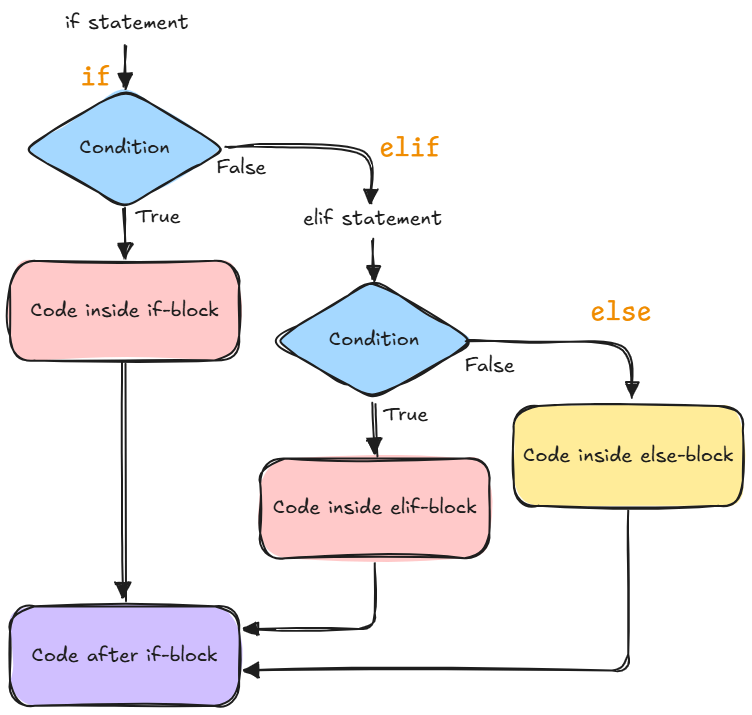 if statement
if
Condition
False
elif
True
elif statement
Code inside if-block
Condition
else
False
True
Code inside else-block
Code inside elif-block
Code after if-block